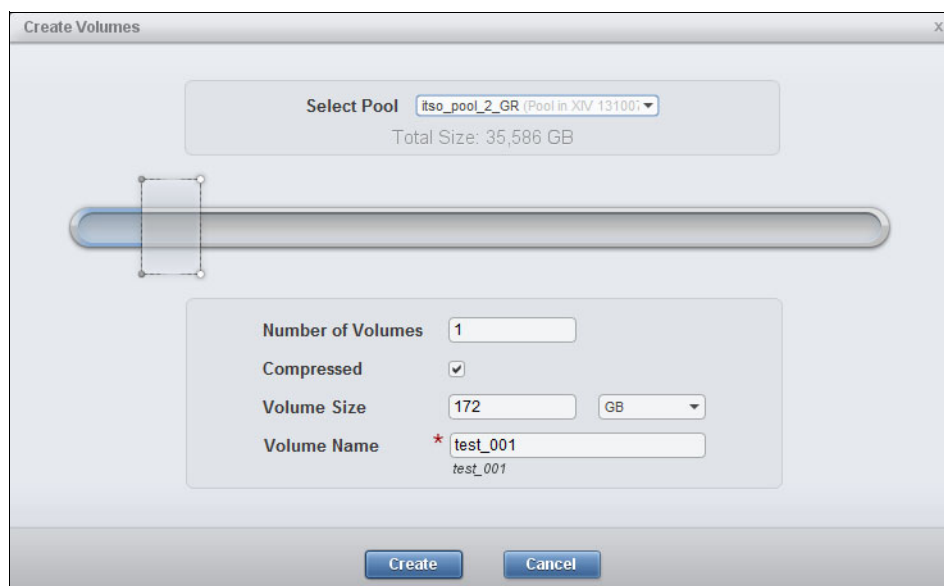 Create Volumes x
Select Pool itso_pool_2_GR (Pool in XIV 13100
Total Size: 35,586 GB
Number of Volumes 1
Compressed
Volume Size 172 GB
Volume Name * test_001
test_001
Create Cancel